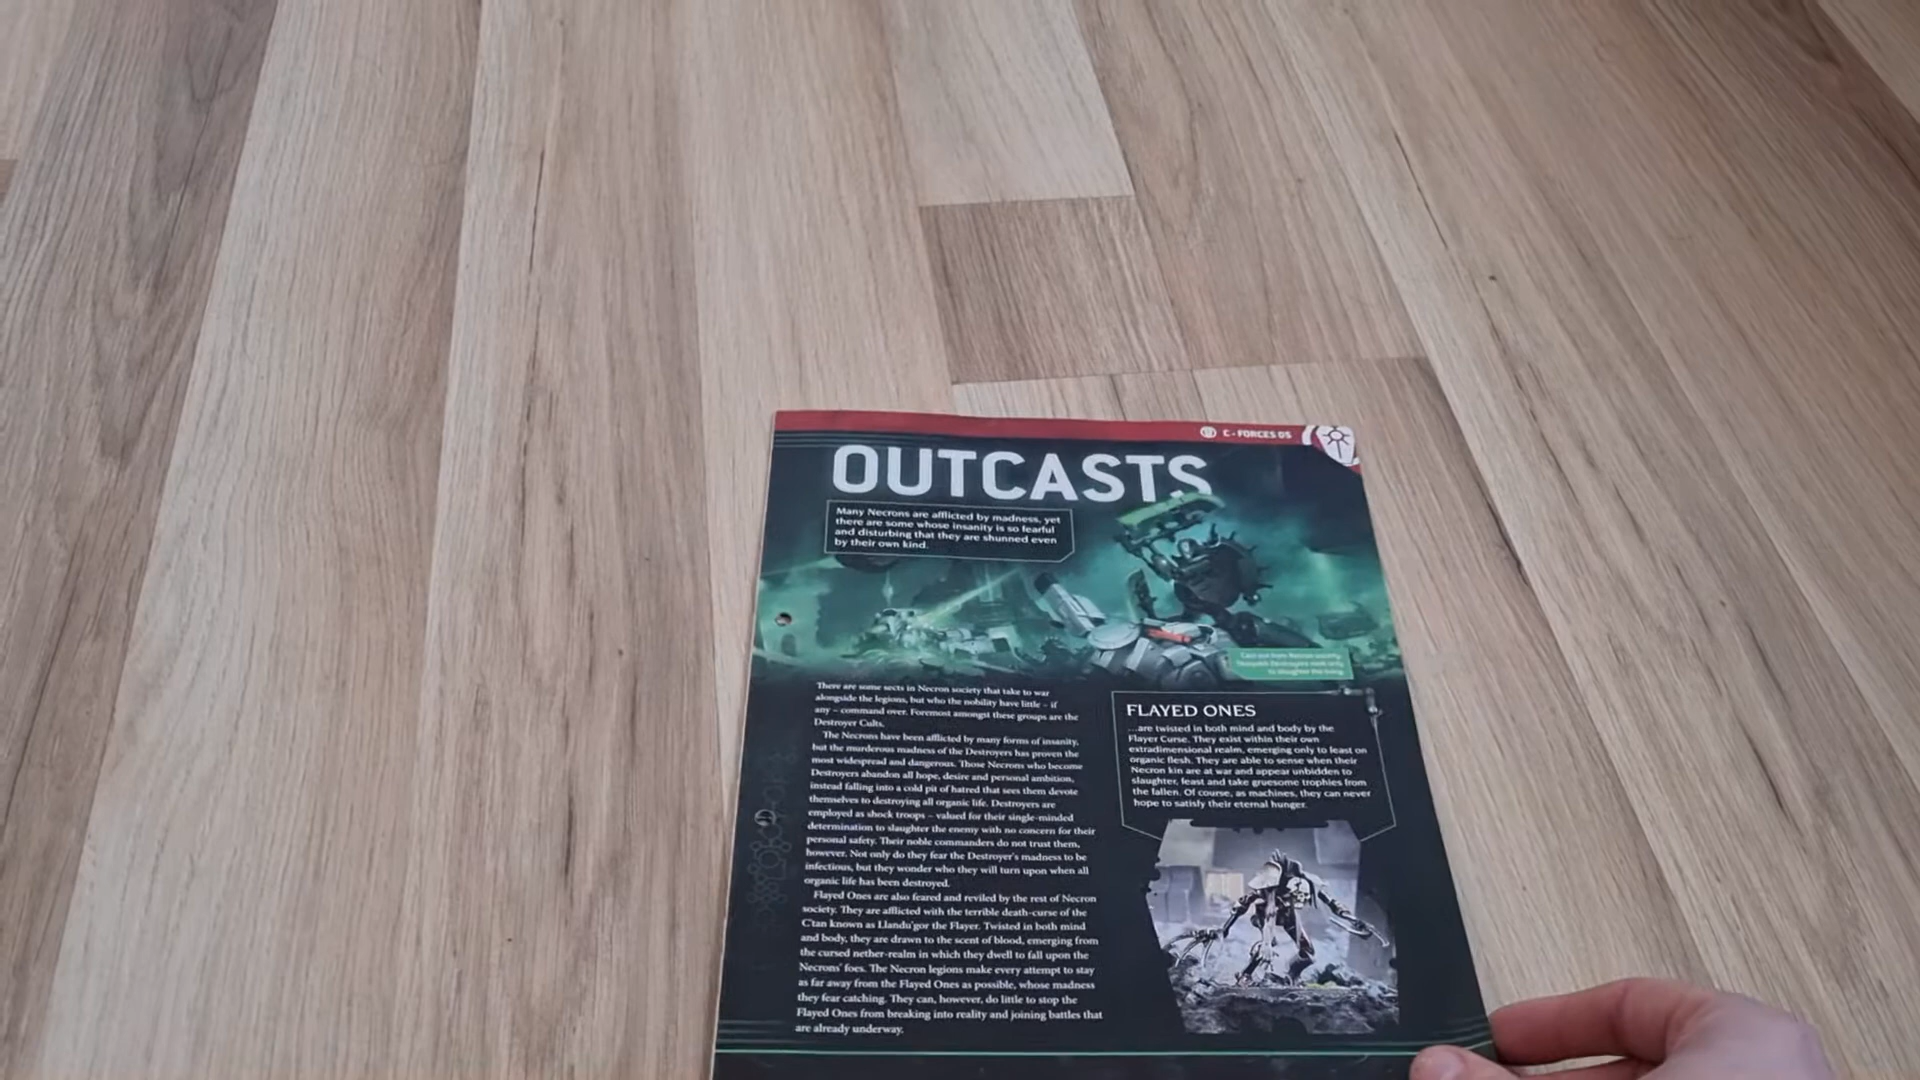 C - FORCES 05
OUTCASTS
Many Necrons are afflicted by madness, yet
there are some whose insanity is so fearful
and disturbing that they are shunned even
by their own kind.
Cast out from Necron society,
to slaughter the living.
There are some sects in Necron society that take to war
alongside the legions, but who the nobility have little – if
any – command over. Foremost amongst these groups are the
Destroyer Cults.
The Necrons have been afflicted by many forms of insanity,
but the murderous madness of the Destroyers has proven the
most widespread and dangerous. Those Necrons who become
Destroyers abandon all hope, desire and personal ambition,
instead falling into a cold pit of hatred that sees them devote
themselves to destroying all organic life. Destroyers are
employed as shock troops – valued for their single-minded
determination to slaughter the enemy with no concern for their
personal safety. Their noble commanders do not trust them,
however. Not only do they fear the Destroyer's madness to be
infectious, but they wonder who they will turn upon when all
organic life has been destroyed.
Flayed Ones are also feared and reviled by the rest of Necron
society. They are afflicted with the terrible death-curse of the
C'tan known as Llandu'gor the Flayer. Twisted in both mind
and body, they are drawn to the scent of blood, emerging from
the cursed nether-realm in which they dwell to fall upon the
Necrons' foes. The Necron legions make every attempt to stay
as far away from the Flayed Ones as possible, whose madness
they fear catching. They can, however, do little to stop the
Flayed Ones from breaking into reality and joining battles that
are already underway.
FLAYED ONES
...are twisted in both mind and body by the
Flayer Curse. They exist within their own
extradimensional realm, emerging only to feast on
organic flesh. They are able to sense when their
Necron kin are at war and appear unbidden to
slaughter, feast and take gruesome trophies from
the fallen. Of course, as machines, they can never
hope to satisfy their eternal hunger.